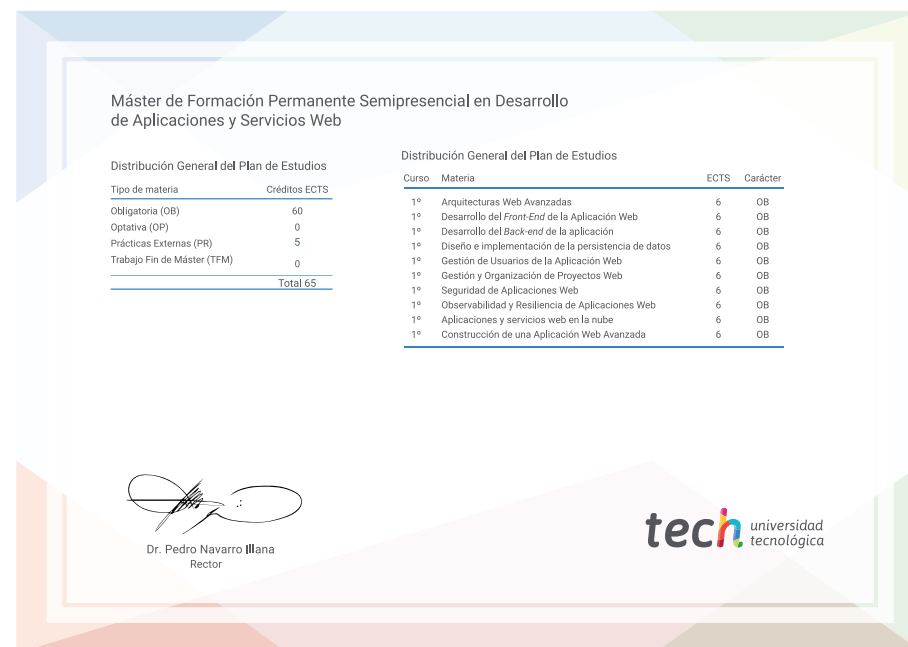 Máster de Formación Permanente Semipresencial en Desarrollo
de Aplicaciones y Servicios Web
Distribución General del Plan de Estudios
Tipo de materia Créditos ECTS
Obligatoria (OB) 60
Optativa (OP) 0
Prácticas Externas (PR) 5
Trabajo Fin de Máster (TFM) 0
Total 65
Distribución General del Plan de Estudios
Curso Materia ECTS Carácter
1º Arquitecturas Web Avanzadas 6 OB
1º Desarrollo del Front-End de la Aplicación Web 6 OB
1º Desarrollo del Back-end de la aplicación 6 OB
1º Diseño e implementación de la persistencia de datos 6 OB
1º Gestión de Usuarios de la Aplicación Web 6 OB
1º Gestión y Organización de Proyectos Web 6 OB
1º Seguridad de Aplicaciones Web 6 OB
1º Observabilidad y Resiliencia de Aplicaciones Web 6 OB
1º Aplicaciones y servicios web en la nube 6 OB
1º Construcción de una Aplicación Web Avanzada 6 OB
Dr. Pedro Navarro Illana
Rector
tech universidad
tecnológica